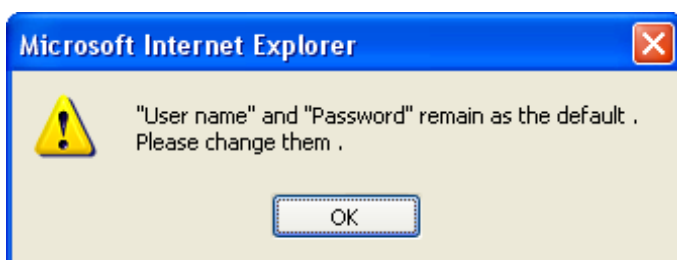 Microsoft Internet Explorer
"User name" and "Password" remain as the default .
Please change them .
OK